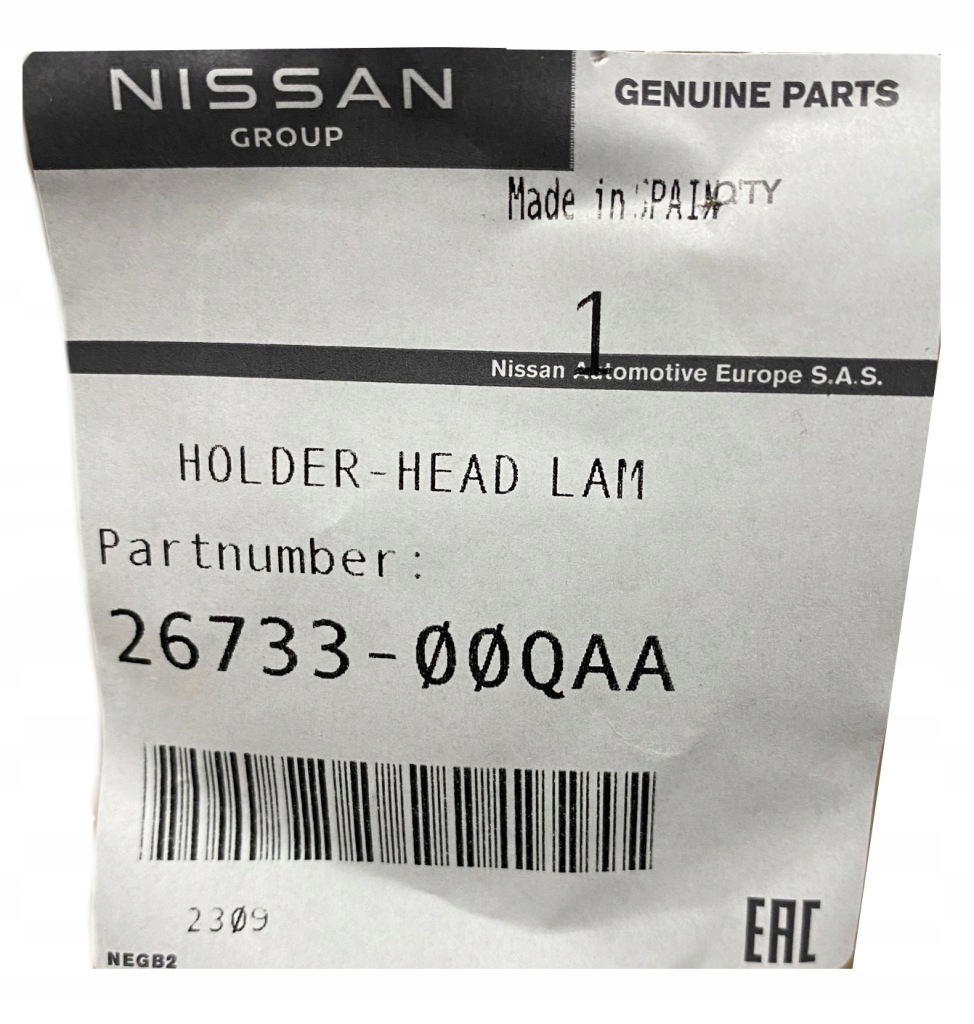 NISSAN
GROUP
GENUINE PARTS
Made in SPAIN
Q'TY
1
Nissan Automotive Europe S.A.S.
HOLDER-HEAD LAM
Partnumber:
26733-00QAA
2309
NEGB2
EAC